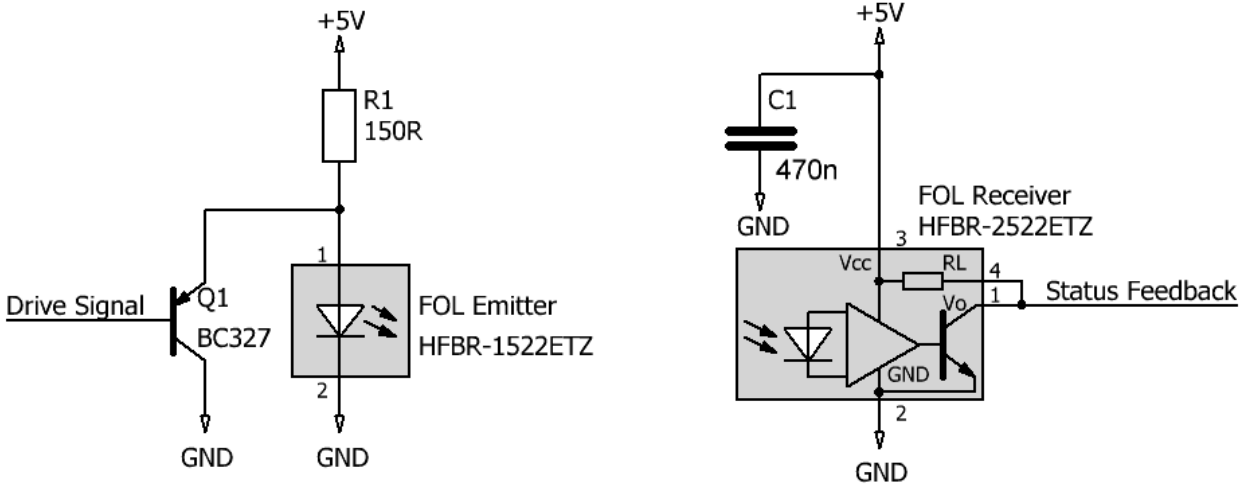 +5V
R1
150R
1
Drive Signal
Q1
BC327
FOL Emitter
HFBR-1522ETZ
2
GND
GND
+5V
C1
470n
GND
FOL Receiver
HFBR-2522ETZ
3
Vcc
RL
4
Vo
1
Status Feedback
GND
2
GND